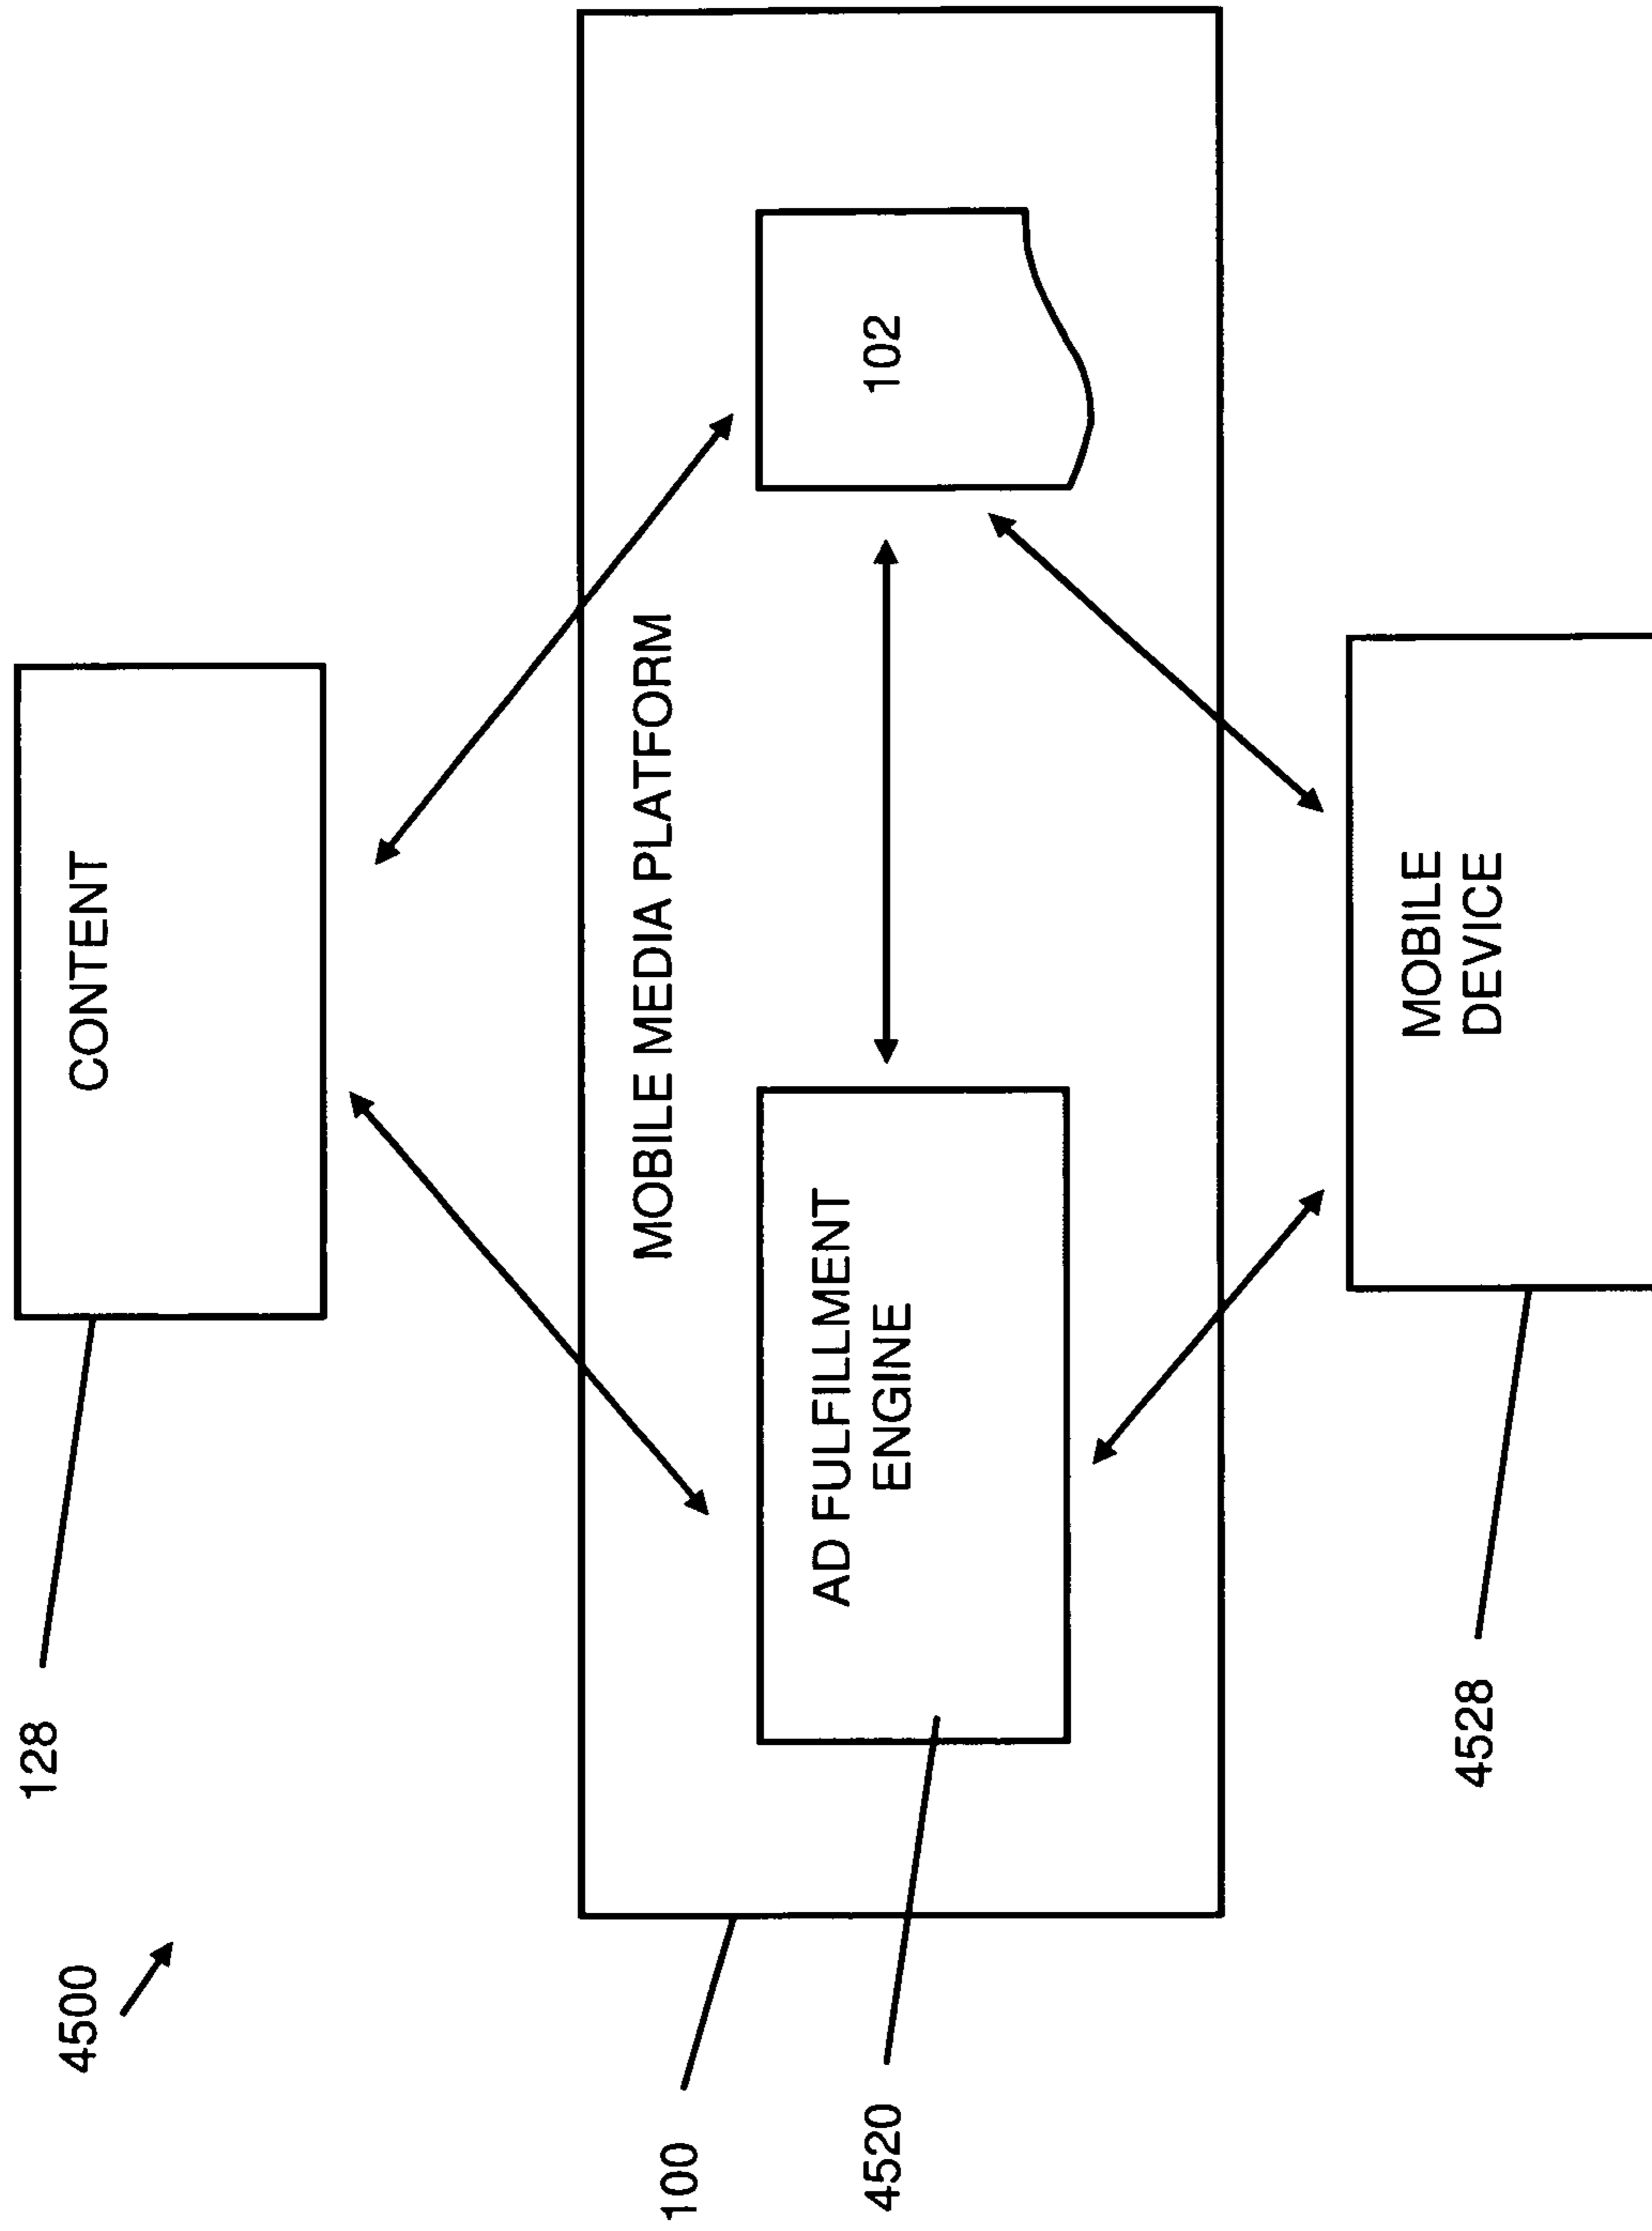 4500
128
CONTENT
100
MOBILE MEDIA PLATFORM
4520
AD FULFILLMENT
ENGINE
102
4528
MOBILE
DEVICE